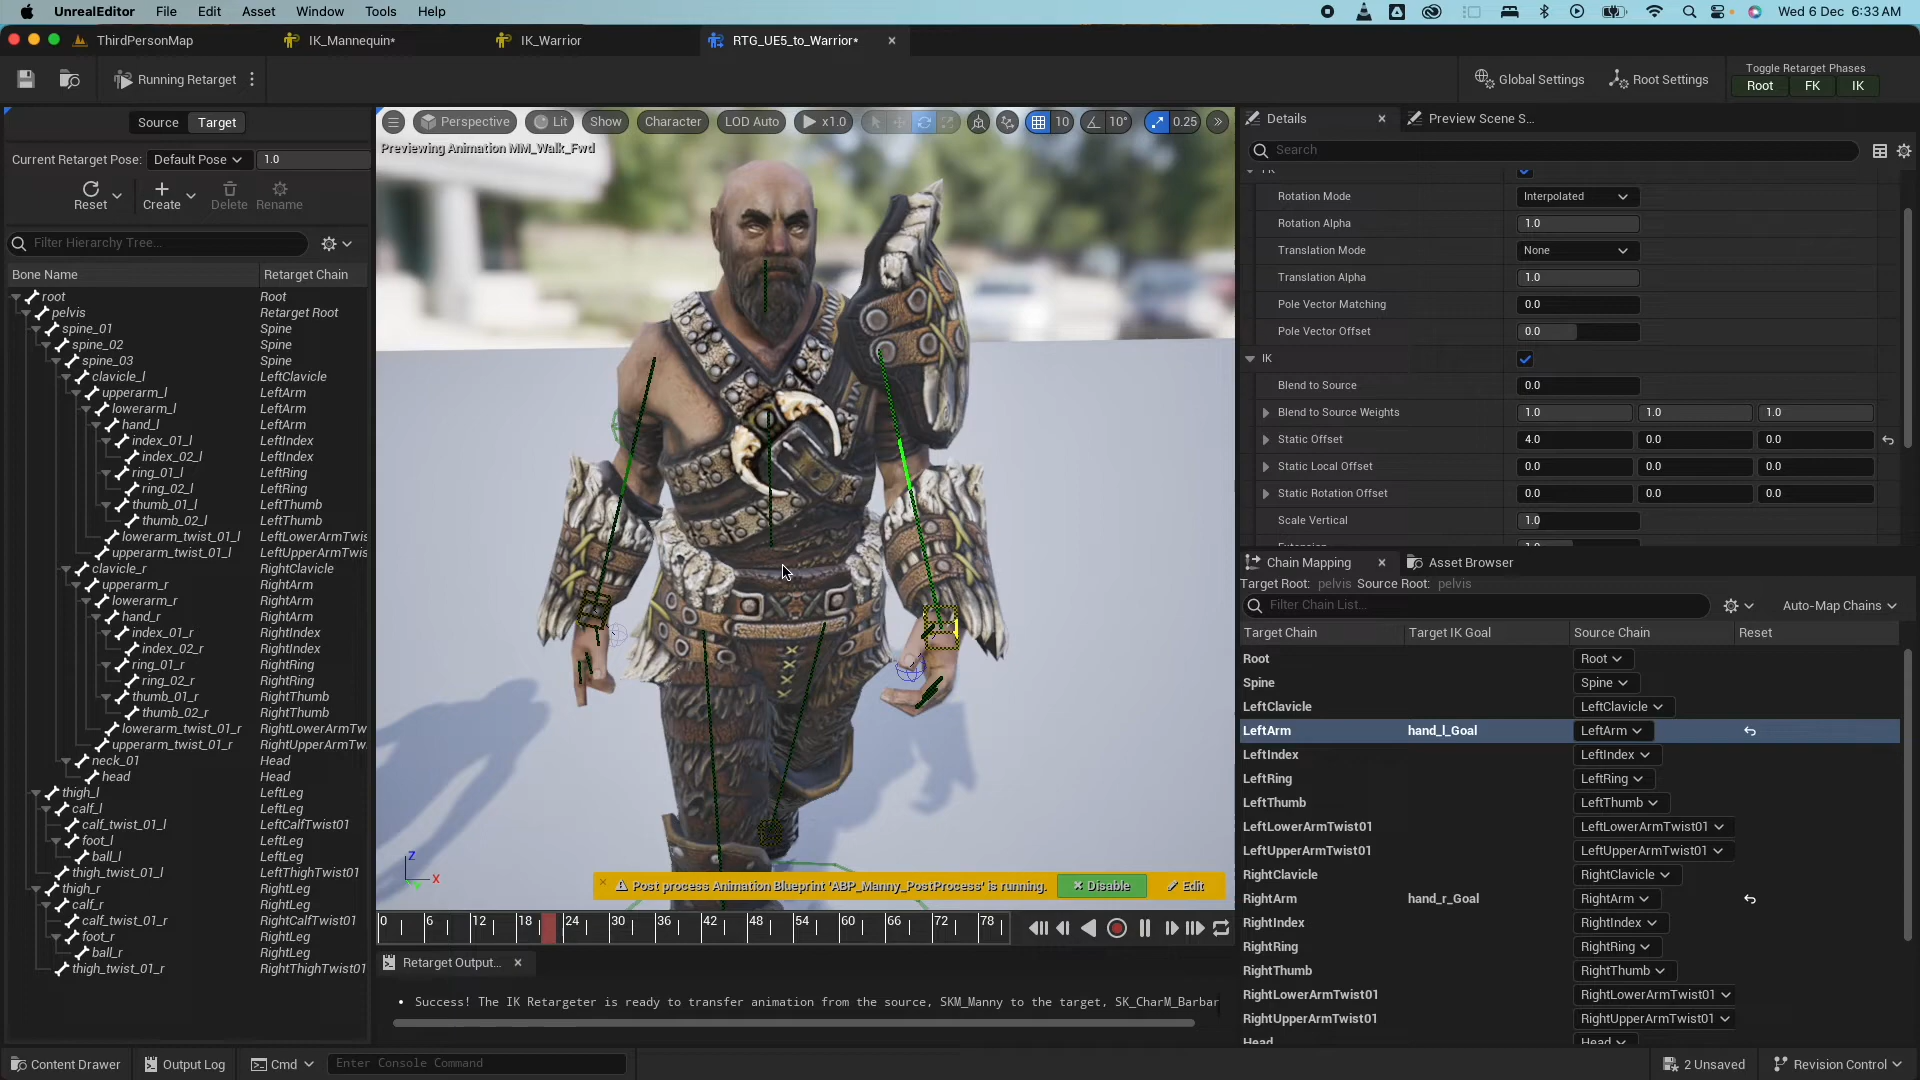 UnrealEditor File Edit Asset Window Tools Help
Wed 6 Dec 6:33 AM
ThirdPersonMap IK_Mannequin* IK_Warrior RTG_UE5_to_Warrior*
Running Retarget
Global Settings Root Settings
Toggle Retarget Phases
Root FK IK
Source Target
Current Retarget Pose: Default Pose 1.0
Reset Create Delete Rename
Filter Hierarchy Tree...
Bone Name Retarget Chain
root Root
pelvis Retarget Root
spine_01 Spine
spine_02 Spine
spine_03 Spine
clavicle_l LeftClavicle
upperarm_l LeftArm
lowerarm_l LeftArm
hand_l LeftArm
index_01_l LeftIndex
index_02_l LeftIndex
ring_01_l LeftRing
ring_02_l LeftRing
thumb_01_l LeftThumb
thumb_02_l LeftThumb
lowerarm_twist_01_l LeftLowerArmTwis
upperarm_twist_01_l LeftUpperArmTwis
clavicle_r RightClavicle
upperarm_r RightArm
lowerarm_r RightArm
hand_r RightArm
index_01_r RightIndex
index_02_r RightIndex
ring_01_r RightRing
ring_02_r RightRing
thumb_01_r RightThumb
thumb_02_r RightThumb
lowerarm_twist_01_r RightLowerArmTw
upperarm_twist_01_r RightUpperArmTw
neck_01 Head
head Head
thigh_l LeftLeg
calf_l LeftLeg
calf_twist_01_l LeftCalfTwist01
foot_l LeftLeg
ball_l LeftLeg
thigh_twist_01_l LeftThighTwist01
thigh_r RightLeg
calf_r RightLeg
calf_twist_01_r RightCalfTwist01
foot_r RightLeg
ball_r RightLeg
thigh_twist_01_r RightThighTwist01
Perspective Lit Show Character LOD Auto x1.0 10 10° 0.25
Previewing Animation MM_Walk_Fwd
Z
X
Post process Animation Blueprint 'ABP_Manny_PostProcess' is running. Disable Edit
0 6 12 18 24 30 36 42 48 54 60 66 72 78
Retarget Output...
• Success! The IK Retargeter is ready to transfer animation from the source, SKM_Manny to the target, SK_CharM_Barbar
Details Preview Scene S...
Search
Rotation Mode Interpolated
Rotation Alpha 1.0
Translation Mode None
Translation Alpha 1.0
Pole Vector Matching 0.0
Pole Vector Offset 0.0
IK
Blend to Source 0.0
Blend to Source Weights 1.0 1.0 1.0
Static Offset 4.0 0.0 0.0
Static Local Offset 0.0 0.0 0.0
Static Rotation Offset 0.0 0.0 0.0
Scale Vertical 1.0
Extension 1.0
Chain Mapping Asset Browser
Target Root: pelvis Source Root: pelvis
Filter Chain List... Auto-Map Chains
Target Chain Target IK Goal Source Chain Reset
Root Root
Spine Spine
LeftClavicle LeftClavicle
LeftArm hand_l_Goal LeftArm
LeftIndex LeftIndex
LeftRing LeftRing
LeftThumb LeftThumb
LeftLowerArmTwist01 LeftLowerArmTwist01
LeftUpperArmTwist01 LeftUpperArmTwist01
RightClavicle RightClavicle
RightArm hand_r_Goal RightArm
RightIndex RightIndex
RightRing RightRing
RightThumb RightThumb
RightLowerArmTwist01 RightLowerArmTwist01
RightUpperArmTwist01 RightUpperArmTwist01
Head Head
Content Drawer Output Log Cmd Enter Console Command
2 Unsaved Revision Control